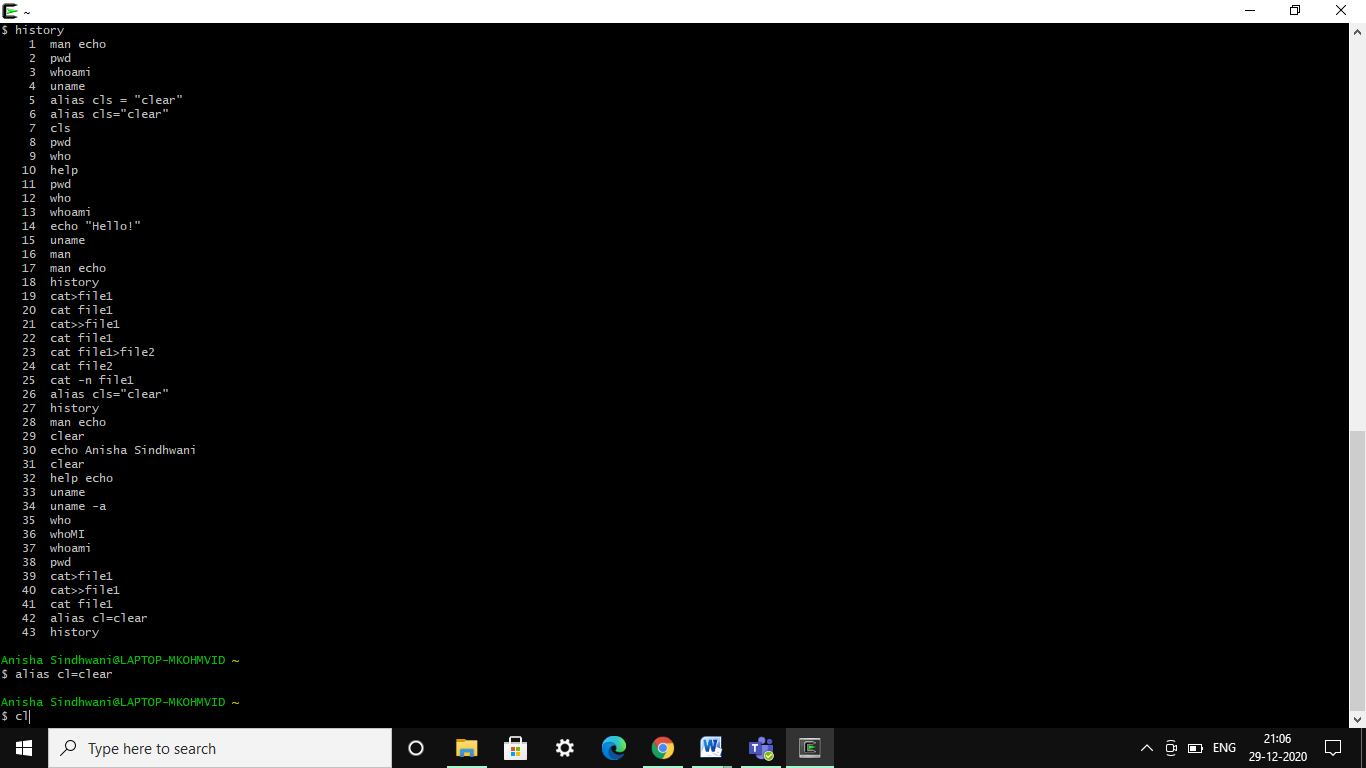 ~
$ history
1 man echo
2 pwd
3 whoami
4 uname
5 alias cls = "clear"
6 alias cls="clear"
7 cls
8 pwd
9 who
10 help
11 pwd
12 who
13 whoami
14 echo "Hello!"
15 uname
16 man
17 man echo
18 history
19 cat>file1
20 cat file1
21 cat>>file1
22 cat file1
23 cat file1>file2
24 cat file2
25 cat -n file1
26 alias cls="clear"
27 history
28 man echo
29 clear
30 echo Anisha Sindhwani
31 clear
32 help echo
33 uname
34 uname -a
35 who
36 whoMI
37 whoami
38 pwd
39 cat>file1
40 cat>>file1
41 cat file1
42 alias cl=clear
43 history
Anisha Sindhwani@LAPTOP-MKOHMVID ~
$ alias cl=clear
Anisha Sindhwani@LAPTOP-MKOHMVID ~
$ cl
Type here to search
ENG
21:06
29-12-2020